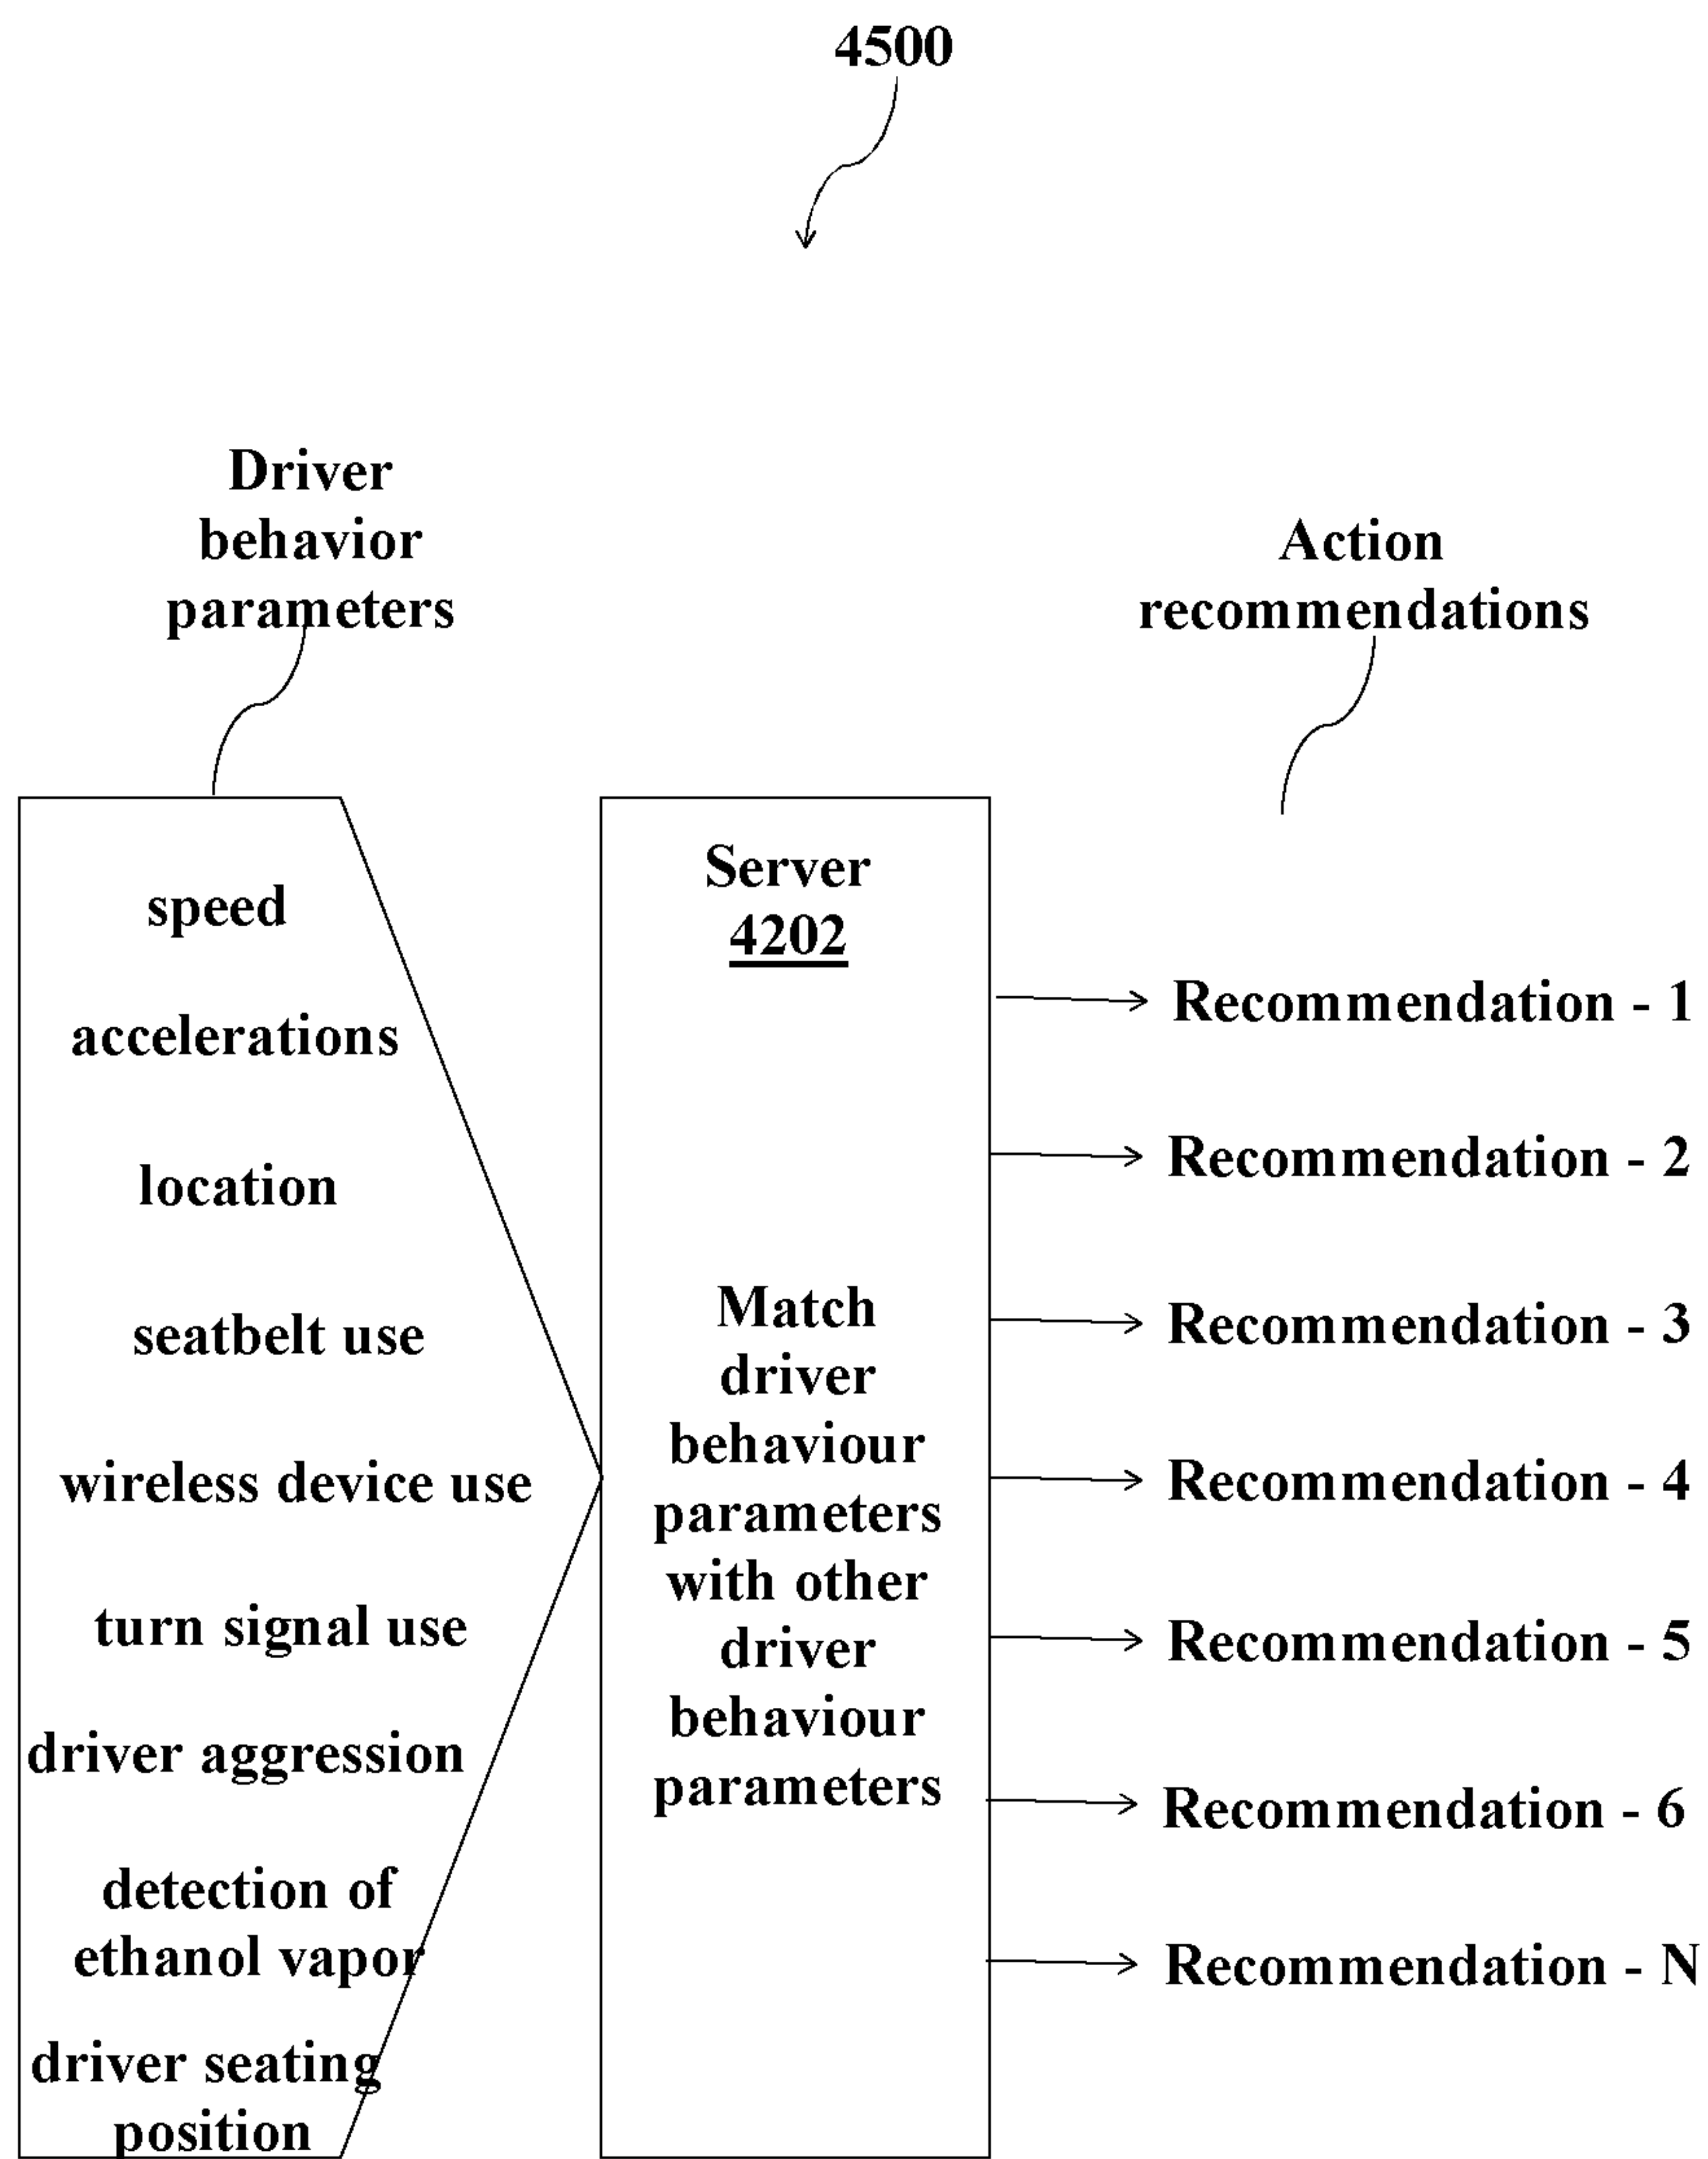 4500
Driver
behavior
parameters
Action
recommendations
speed
accelerations
location
seatbelt use
wireless device use
turn signal use
driver aggression
detection of
ethanol vapor
driver seating
position
Server
4202
Match
driver
behaviour
parameters
with other
driver
behaviour
parameters
Recommendation - 1
Recommendation - 2
Recommendation - 3
Recommendation - 4
Recommendation - 5
Recommendation - 6
Recommendation - N